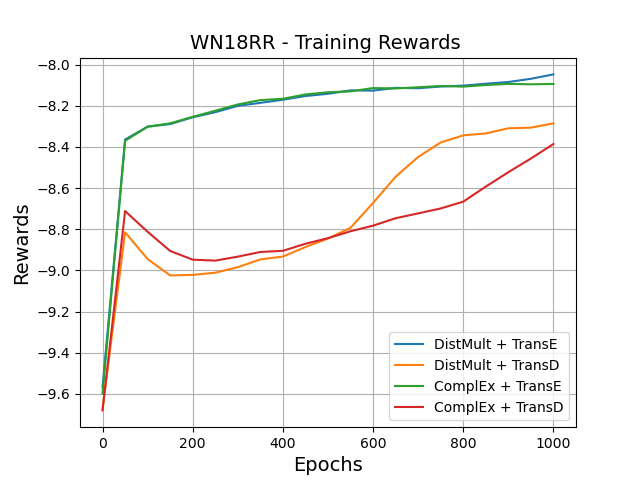 WN18RR - Training Rewards
Rewards
−8.0
−8.2
−8.4
−8.6
−8.8
−9.0
−9.2
−9.4
−9.6
DistMult + TransE
DistMult + TransD
ComplEx + TransE
ComplEx + TransD
0 200 400 600 800 1000
Epochs